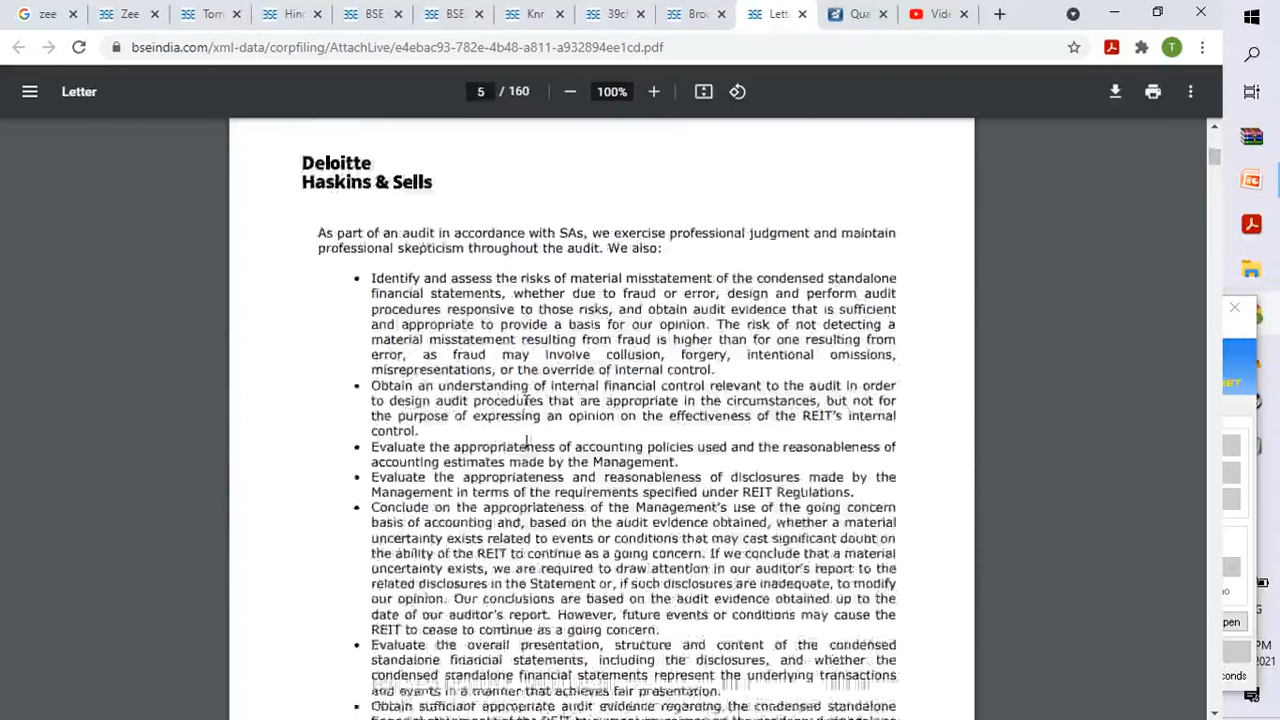 zee
Zee
Tom
Hinc
BSE
BSE
Knr
39cf
Bro
Lett
Qua
Vide
bseindia.com/xml-data/corpfiling/AttachLive/e4ebac93-782e-4b48-a811-a932894ee1cd.pdf
T
Letter
5 / 160
100%
Deloitte
Haskins & Sells
As part of an audit in accordance with SAs, we exercise professional judgment and maintain
professional skepticism throughout the audit. We also:
• Identify and assess the risks of material misstatement of the condensed standalone
financial statements, whether due to fraud or error, design and perform audit
procedures responsive to those risks, and obtain audit evidence that is sufficient
and appropriate to provide a basis for our opinion. The risk of not detecting a
material misstatement resulting from fraud is higher than for one resulting from
error, as fraud may involve collusion, forgery, intentional omissions,
misrepresentations, or the override of internal control.
• Obtain an understanding of internal financial control relevant to the audit in order
to design audit procedures that are appropriate in the circumstances, but not for
the purpose of expressing an opinion on the effectiveness of the REIT's internal
control.
• Evaluate the appropriateness of accounting policies used and the reasonableness of
accounting estimates made by the Management.
• Evaluate the appropriateness and reasonableness of disclosures made by the
Management in terms of the requirements specified under REIT Regulations.
• Conclude on the appropriateness of the Management's use of the going concern
basis of accounting and, based on the audit evidence obtained, whether a material
uncertainty exists related to events or conditions that may cast significant doubt on
the ability of the REIT to continue as a going concern. If we conclude that a material
uncertainty exists, we are required to draw attention in our auditor's report to the
related disclosures in the Statement or, if such disclosures are inadequate, to modify
our opinion. Our conclusions are based on the audit evidence obtained up to the
date of our auditor's report. However, future events or conditions may cause the
REIT to cease to continue as a going concern.
• Evaluate the overall presentation, structure and content of the condensed
standalone financial statements, including the disclosures, and whether the
condensed standalone financial statements represent the underlying transactions
and events in a manner that achieves fair presentation.
• Obtain sufficient appropriate audit evidence regarding the condensed standalone
ET
no
pen
PM
2021
conds